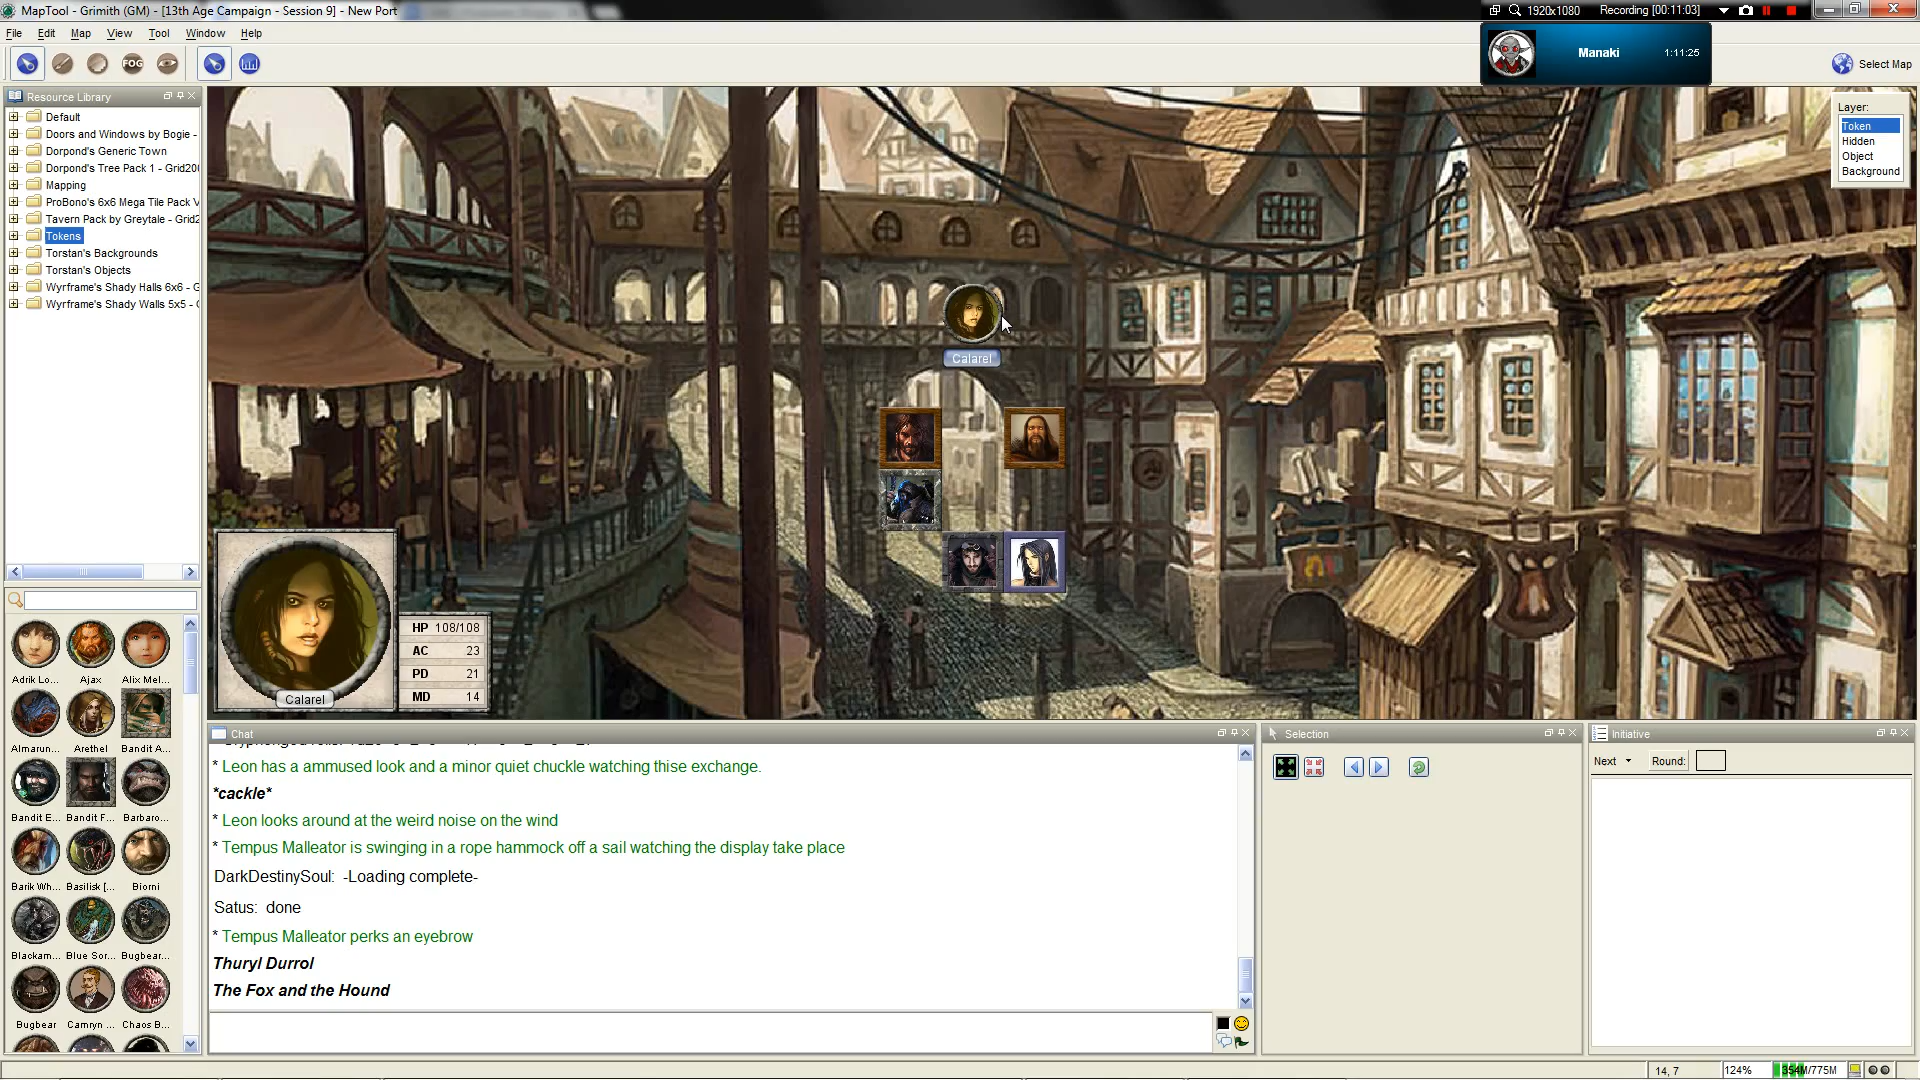 MapTool - Grimith (GM) - [13th Age Campaign - Session 9] - New Port
1920x1080 Recording [00:11:03]
File Edit Map View Tool Window Help
Manaki 1:11:25
FOG
Select Map
Resource Library
Default
Doors and Windows by Bogie -
Dorpond's Generic Town
Dorpond's Tree Pack 1 - Grid20
Mapping
ProBono's 6x6 Mega Tile Pack V
Tavern Pack by Greytale - Grid2
Tokens
Torstan's Backgrounds
Torstan's Objects
Wyrframe's Shady Halls 6x6 - G
Wyrframe's Shady Walls 5x5 - G
Layer:
Token
Hidden
Object
Background
Calarel
Calarel
HP 108/108
AC 23
PD 21
MD 14
Adrik Lo... Ajax Alix Mel...
Almarun... Arethel Bandit A...
Bandit E... Bandit F... Barbaro...
Barik Wh... Basilisk [... Biorni
Blackam... Blue Sor... Bugbear...
Bugbear Camryn ... Chaos B...
Chat
* Leon has a ammused look and a minor quiet chuckle watching thise exchange.
*cackle*
* Leon looks around at the weird noise on the wind
* Tempus Malleator is swinging in a rope hammock off a sail watching the display take place
DarkDestinySoul: -Loading complete-
Satus: done
* Tempus Malleator perks an eyebrow
Thuryl Durrol
The Fox and the Hound
Selection
Initiative
Next Round:
14, 7 124% 354M/775M